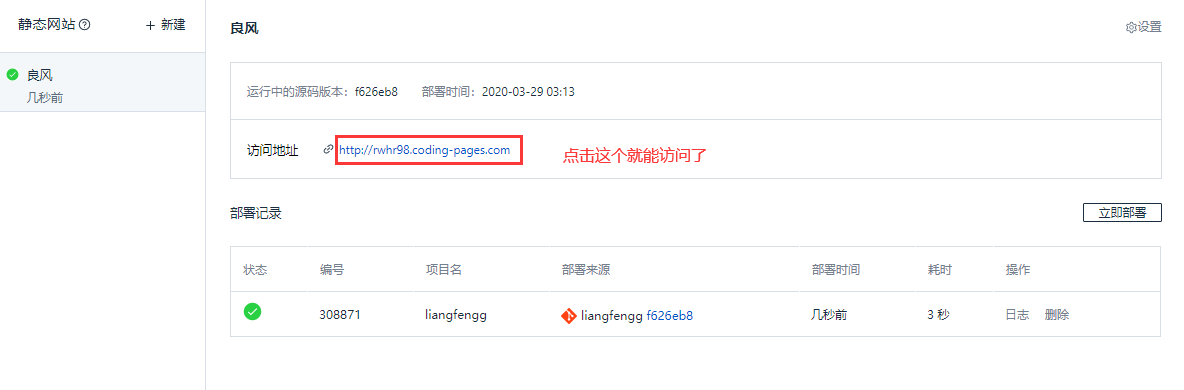 静态网站 + 新建
良风
几秒前
良风
设置
运行中的源码版本：f626eb8 部署时间：2020-03-29 03:13
访问地址 http://rwhr98.coding-pages.com 点击这个就能访问了
部署记录 立即部署
状态 编号 项目名 部署来源 部署时间 耗时 操作
308871 liangfengg liangfengg f626eb8 几秒前 3 秒 日志 删除